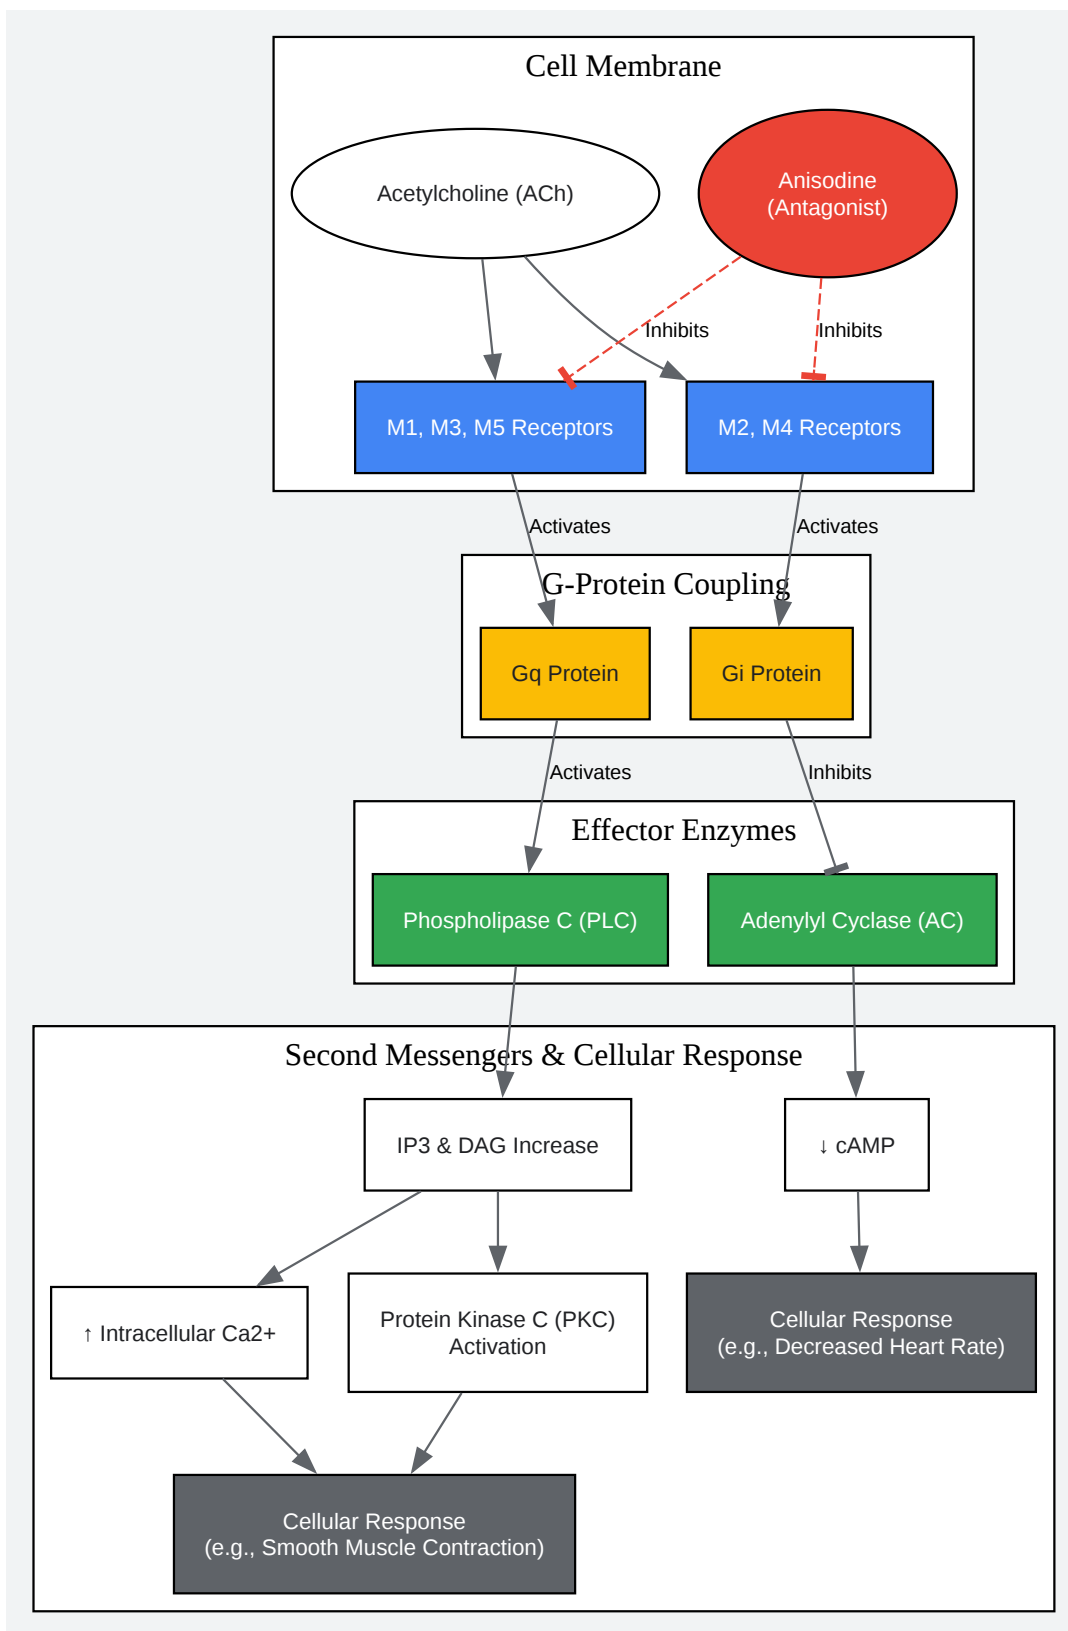 Cell Membrane
Acetylcholine (ACh)
Anisodine
(Antagonist)
Inhibits
Inhibits
M1, M3, M5 Receptors
M2, M4 Receptors
Activates
Activates
G-Protein Coupling
Gq Protein
Gi Protein
Activates
Inhibits
Effector Enzymes
Phospholipase C (PLC)
Adenylyl Cyclase (AC)
Second Messengers & Cellular Response
IP3 & DAG Increase
↓ cAMP
↑ Intracellular Ca2+
Protein Kinase C (PKC)
Activation
Cellular Response
(e.g., Decreased Heart Rate)
Cellular Response
(e.g., Smooth Muscle Contraction)